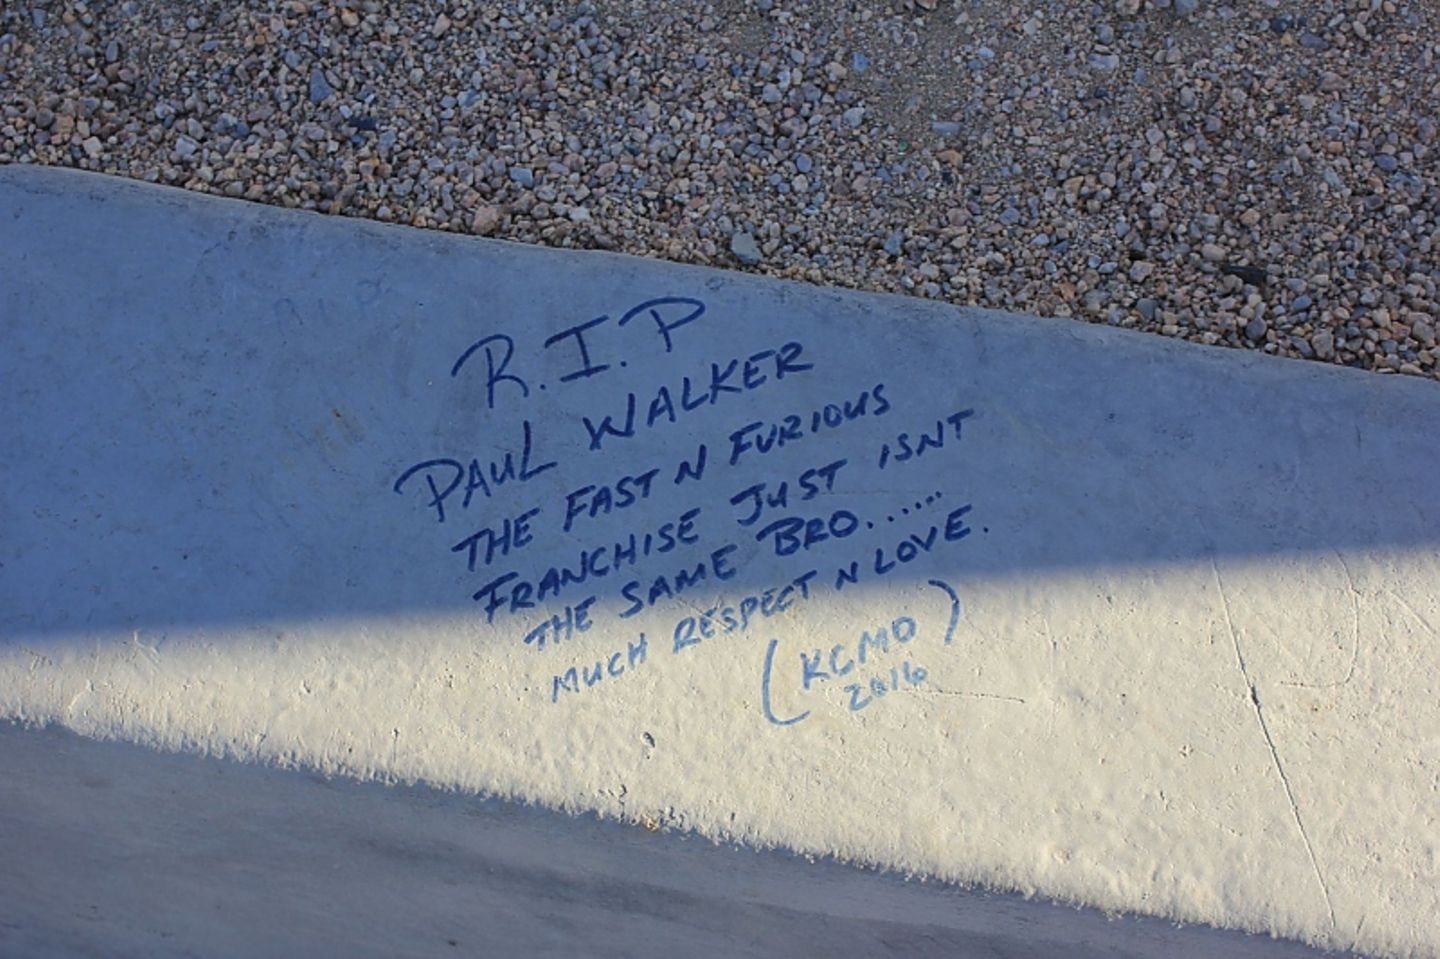 R.I.P
PAUL WALKER
THE FAST N FURIOUS
FRANCHISE JUST ISNT
THE SAME BRO......
MUCH RESPECT N LOVE.
(KCMO
2016)